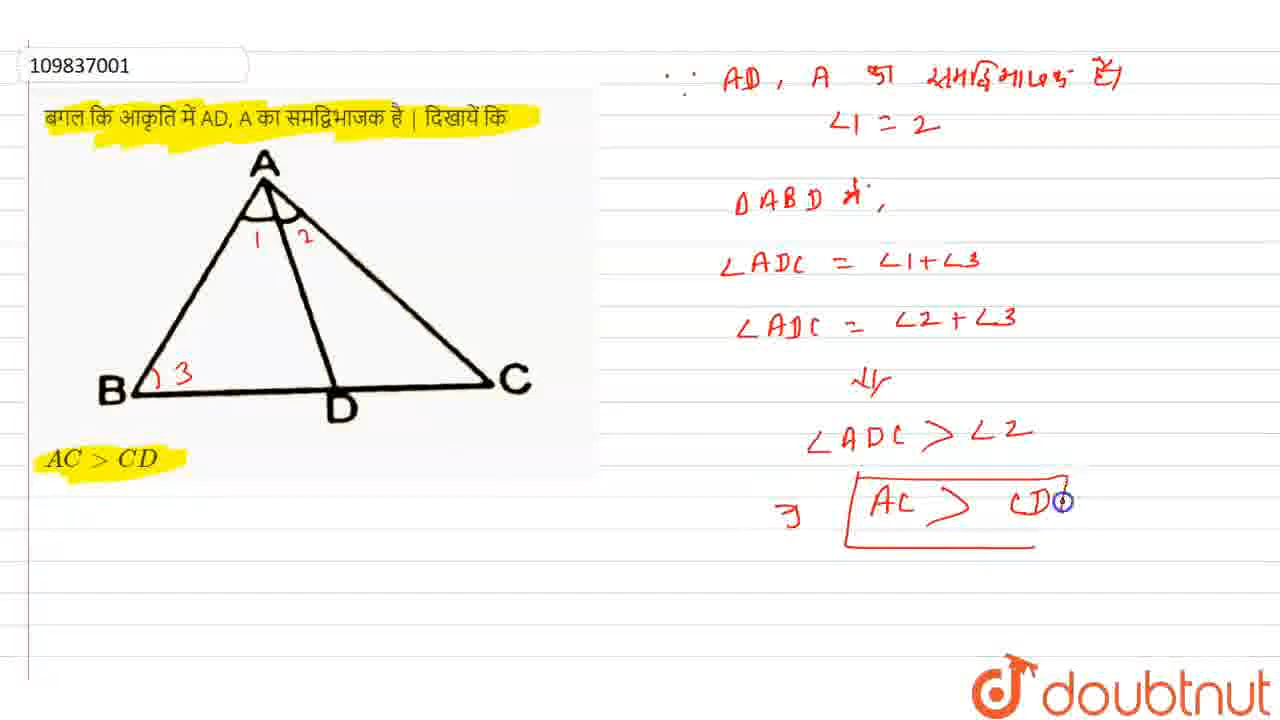 109837001
बगल कि आकृति में AD, A का समद्विभाजक है | दिखायें कि
A
1 2
B 3
D
C
AC > CD
∵ AD, A का समद्विभाजक है।
∠1 = 2
Δ ABD में,
∠ADC = ∠1+∠3
∠ADC = ∠2+∠3
⇓
∠ADC > ∠2
⇒ AC > CD
doubtnut